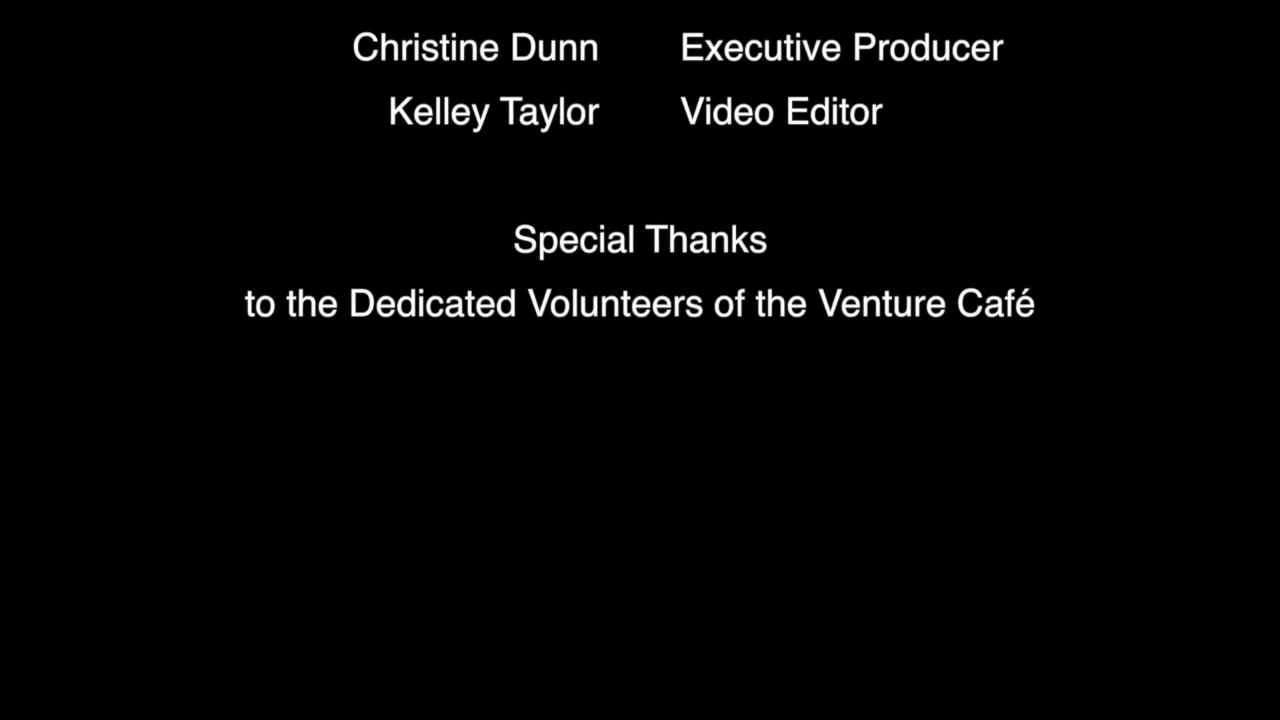 Christine Dunn Executive Producer
Kelley Taylor Video Editor
Special Thanks
to the Dedicated Volunteers of the Venture Café